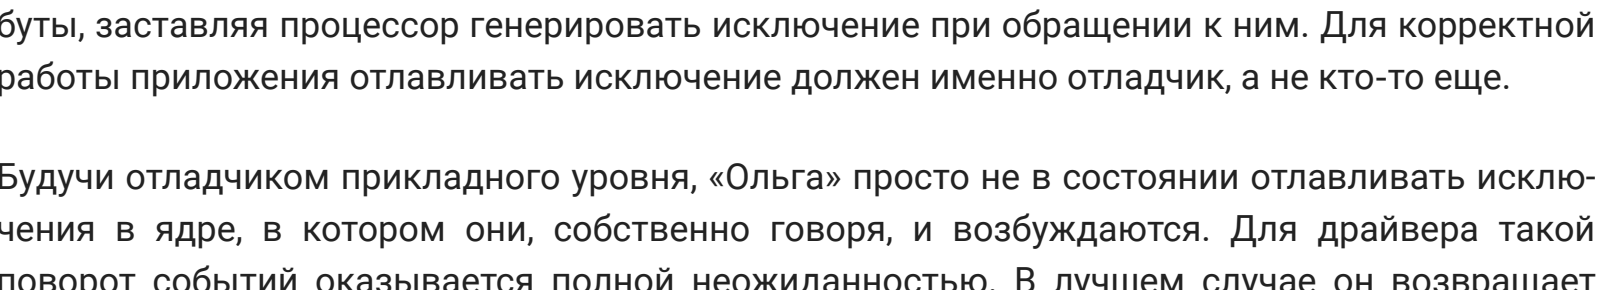 буты, заставляя процессор генерировать исключение при обращении к ним. Для корректной
работы приложения отлавливать исключение должен именно отладчик, а не кто-то еще.
Будучи отладчиком прикладного уровня, «Ольга» просто не в состоянии отлавливать исклю-
чения в ядре, в котором они, собственно говоря, и возбуждаются. Для драйвера такой
поворот событий оказывается полной неожиданностью. В лучшем случае он возвращает